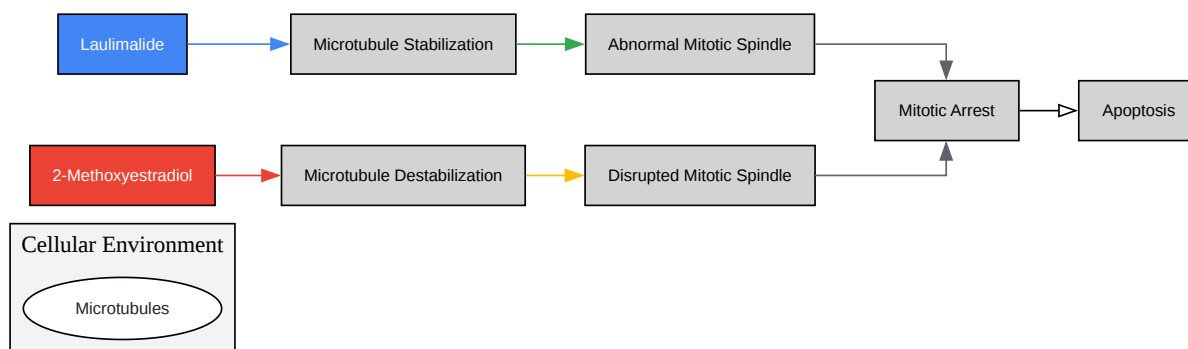 Laulimalide
Microtubule Stabilization
Abnormal Mitotic Spindle
Mitotic Arrest
Apoptosis
2-Methoxyestradiol
Microtubule Destabilization
Disrupted Mitotic Spindle
Cellular Environment
Microtubules